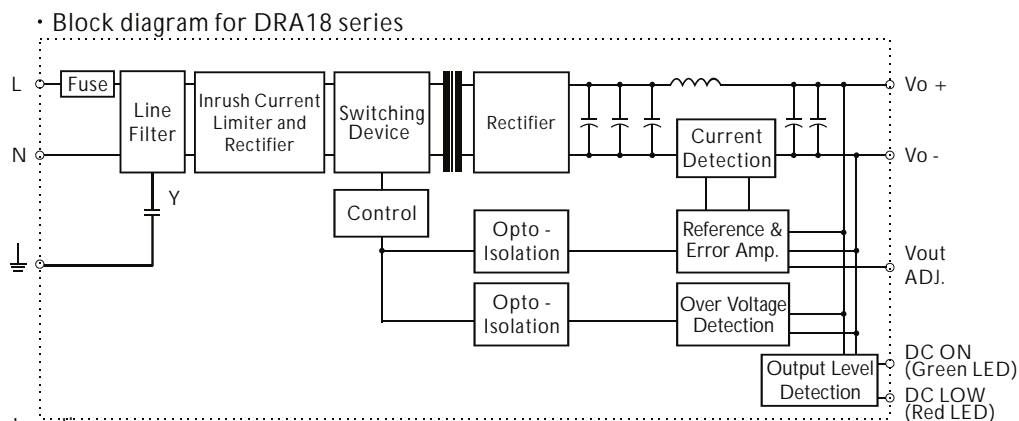 · Block diagram for DRA18 series
L
Fuse
Line
Filter
Inrush Current
Limiter and
Rectifier
Switching
Device
Rectifier
Current
Detection
Vo +
N
Vo -
Y
Control
Opto -
Isolation
Reference &
Error Amp.
Vout
ADJ.
Opto -
Isolation
Over Voltage
Detection
Output Level
Detection
DC ON
(Green LED)
DC LOW
(Red LED)